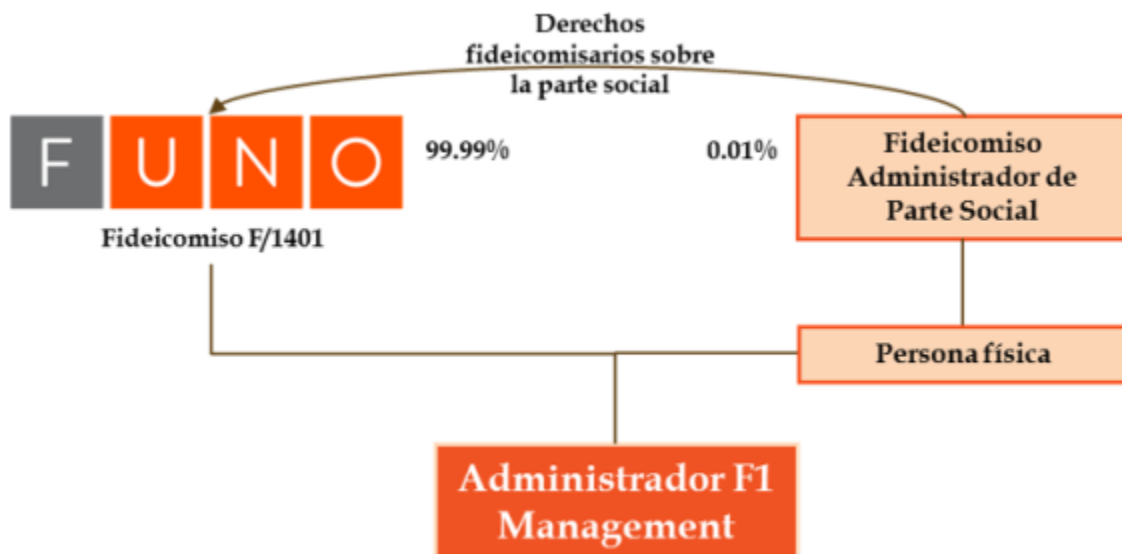 Derechos
fideicomisarios sobre
la parte social
FUNO
99.99%
0.01%
Fideicomiso
Administrador de
Parte Social
Fideicomiso F/1401
Persona física
Administrador F1
Management